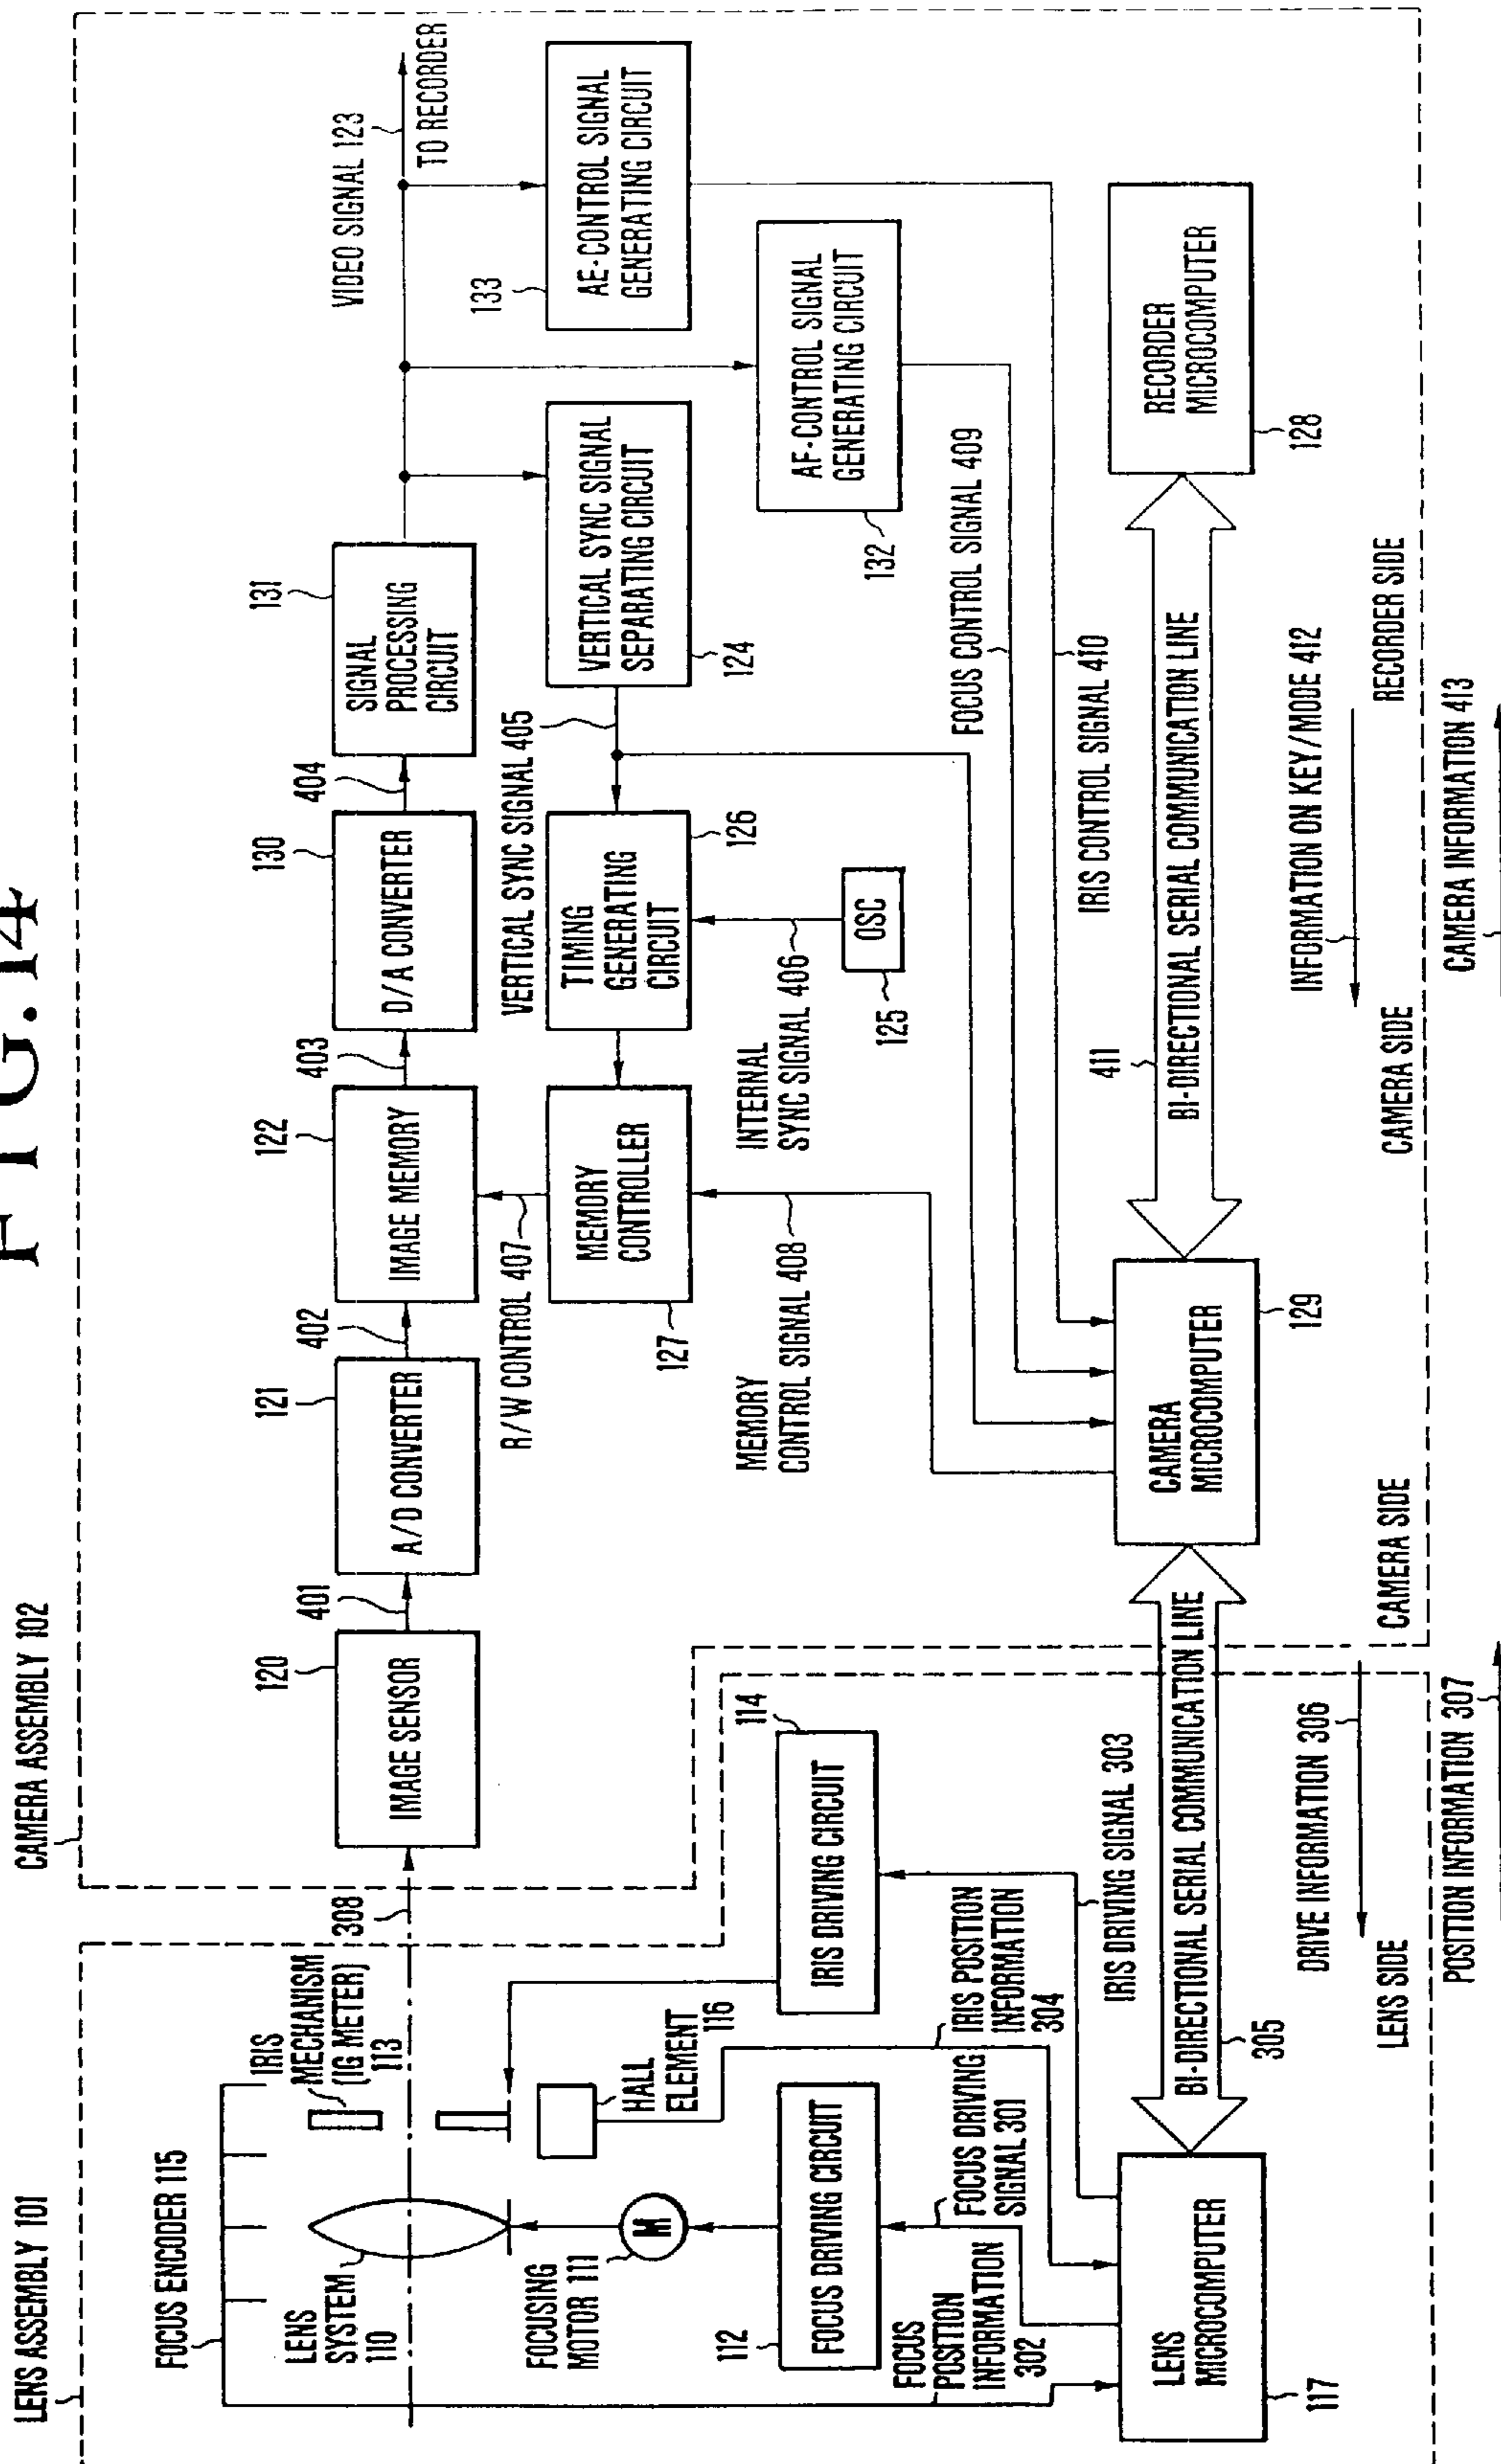 FIG.14
LENS ASSEMBLY 101
CAMERA ASSEMBLY 102
FOCUS ENCODER 115
LENS
SYSTEM
110
IRIS
MECHANISM
(IG METER)
113
308
FOCUSING
MOTOR 111
M
HALL
ELEMENT
116
112
FOCUS DRIVING CIRCUIT
114
IRIS DRIVING CIRCUIT
FOCUS
POSITION
INFORMATION
302
FOCUS DRIVING
SIGNAL 301
IRIS POSITION
INFORMATION
304
IRIS DRIVING SIGNAL 303
LENS
MICROCOMPUTER
117
BI-DIRECTIONAL SERIAL COMMUNICATION LINE
305
DRIVE INFORMATION 306
LENS SIDE
CAMERA SIDE
POSITION INFORMATION 307
120
IMAGE SENSOR
401
121
A/D CONVERTER
402
122
IMAGE MEMORY
403
130
D/A CONVERTER
404
131
SIGNAL
PROCESSING
CIRCUIT
VIDEO SIGNAL 123
TO RECORDER
R/W CONTROL 407
MEMORY
CONTROLLER
127
VERTICAL SYNC SIGNAL 405
TIMING
GENERATING
CIRCUIT
126
VERTICAL SYNC SIGNAL
SEPARATING CIRCUIT
124
133
AE-CONTROL SIGNAL
GENERATING CIRCUIT
MEMORY
CONTROL SIGNAL 408
INTERNAL
SYNC SIGNAL 406
OSC
125
AF-CONTROL SIGNAL
GENERATING CIRCUIT
132
FOCUS CONTROL SIGNAL 409
IRIS CONTROL SIGNAL 410
CAMERA
MICROCOMPUTER
129
411
BI-DIRECTIONAL SERIAL COMMUNICATION LINE
RECORDER
MICROCOMPUTER
128
INFORMATION ON KEY/MODE 412
CAMERA SIDE
RECORDER SIDE
CAMERA INFORMATION 413